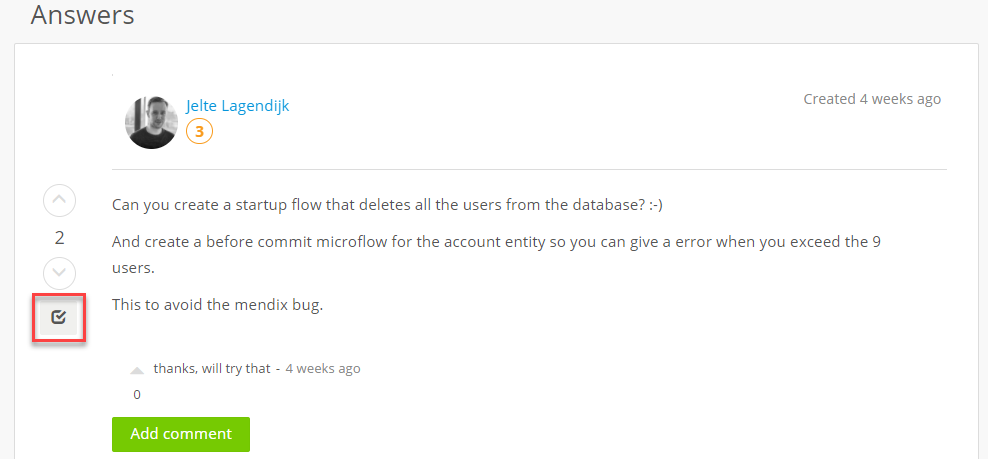 Answers
Jelte Lagendijk
Created 4 weeks ago
3
Can you create a startup flow that deletes all the users from the database? :-)
2
And create a before commit microflow for the account entity so you can give a error when you exceed the 9
users.
This to avoid the mendix bug.
thanks, will try that - 4 weeks ago
0
Add comment